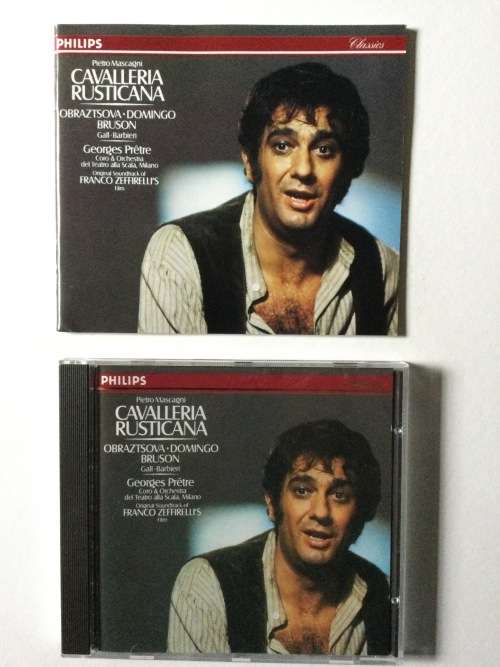 PHILIPS
Classics
Pietro Mascagni
CAVALLERIA
RUSTICANA
OBRAZTSOVA · DOMINGO
BRUSON
Gall · Barbieri
Georges Prêtre
Coro & Orchestra
del Teatro alla Scala, Milano
Original Soundtrack of
FRANCO ZEFFIRELLI'S
Film
PHILIPS
Pietro Mascagni
CAVALLERIA
RUSTICANA
OBRAZTSOVA · DOMINGO
BRUSON
Gall · Barbieri
Georges Prêtre
Coro & Orchestra
del Teatro alla Scala, Milano
Original Soundtrack of
FRANCO ZEFFIRELLI'S
Film